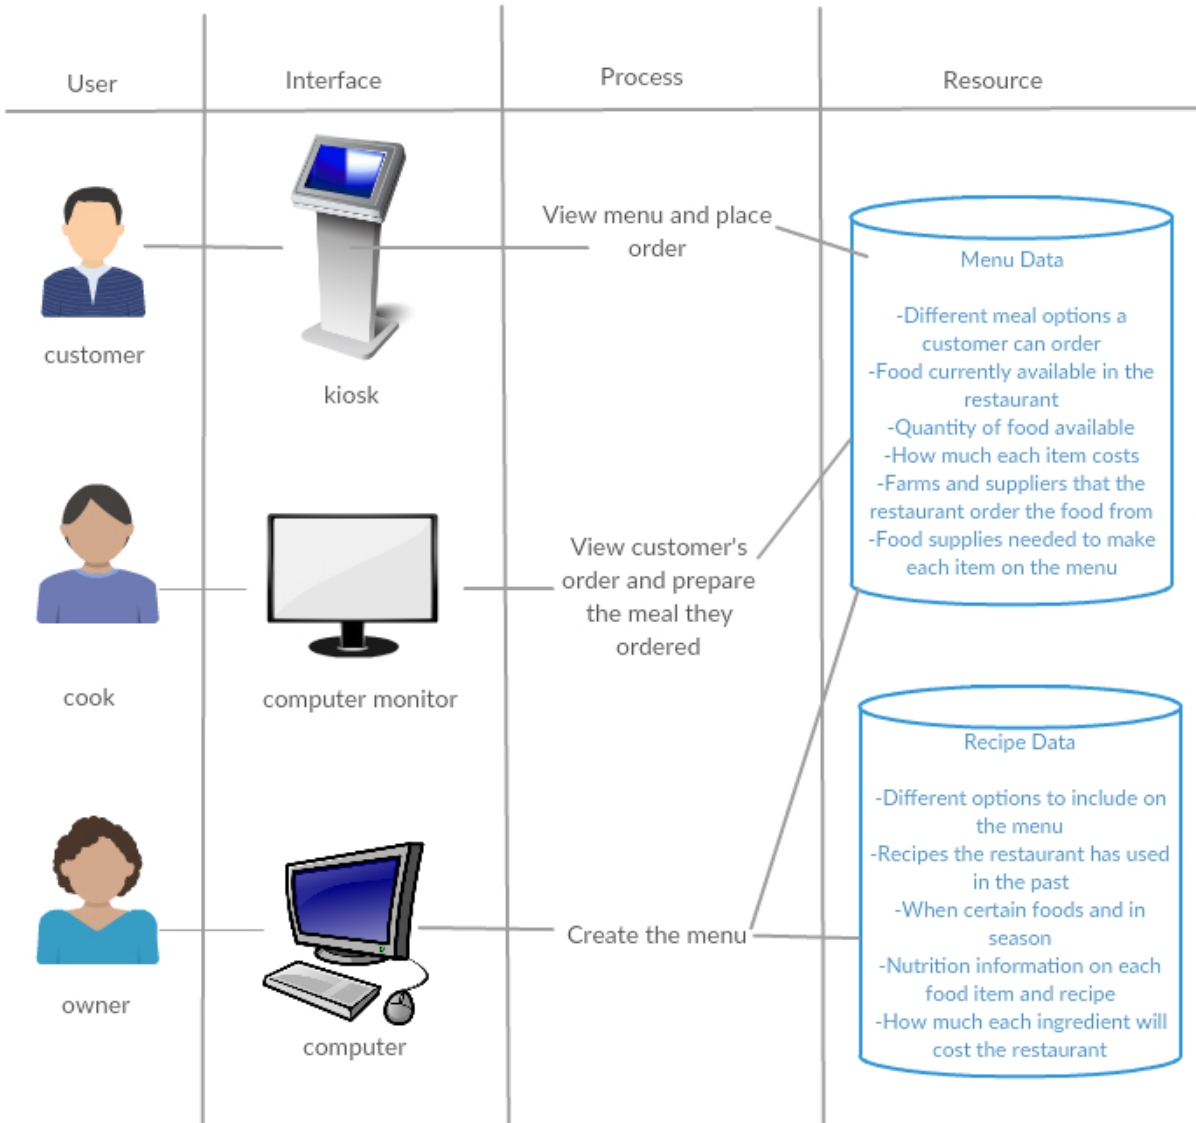 User
Interface
Process
Resource
customer
kiosk
View menu and place
order
Menu Data
-Different meal options a
customer can order
-Food currently available in the
restaurant
-Quantity of food available
-How much each item costs
-Farms and suppliers that the
restaurant order the food from
-Food supplies needed to make
each item on the menu
cook
computer monitor
View customer's
order and prepare
the meal they
ordered
owner
computer
Create the menu
Recipe Data
-Different options to include on
the menu
-Recipes the restaurant has used
in the past
-When certain foods and in
season
-Nutrition information on each
food item and recipe
-How much each ingredient will
cost the restaurant